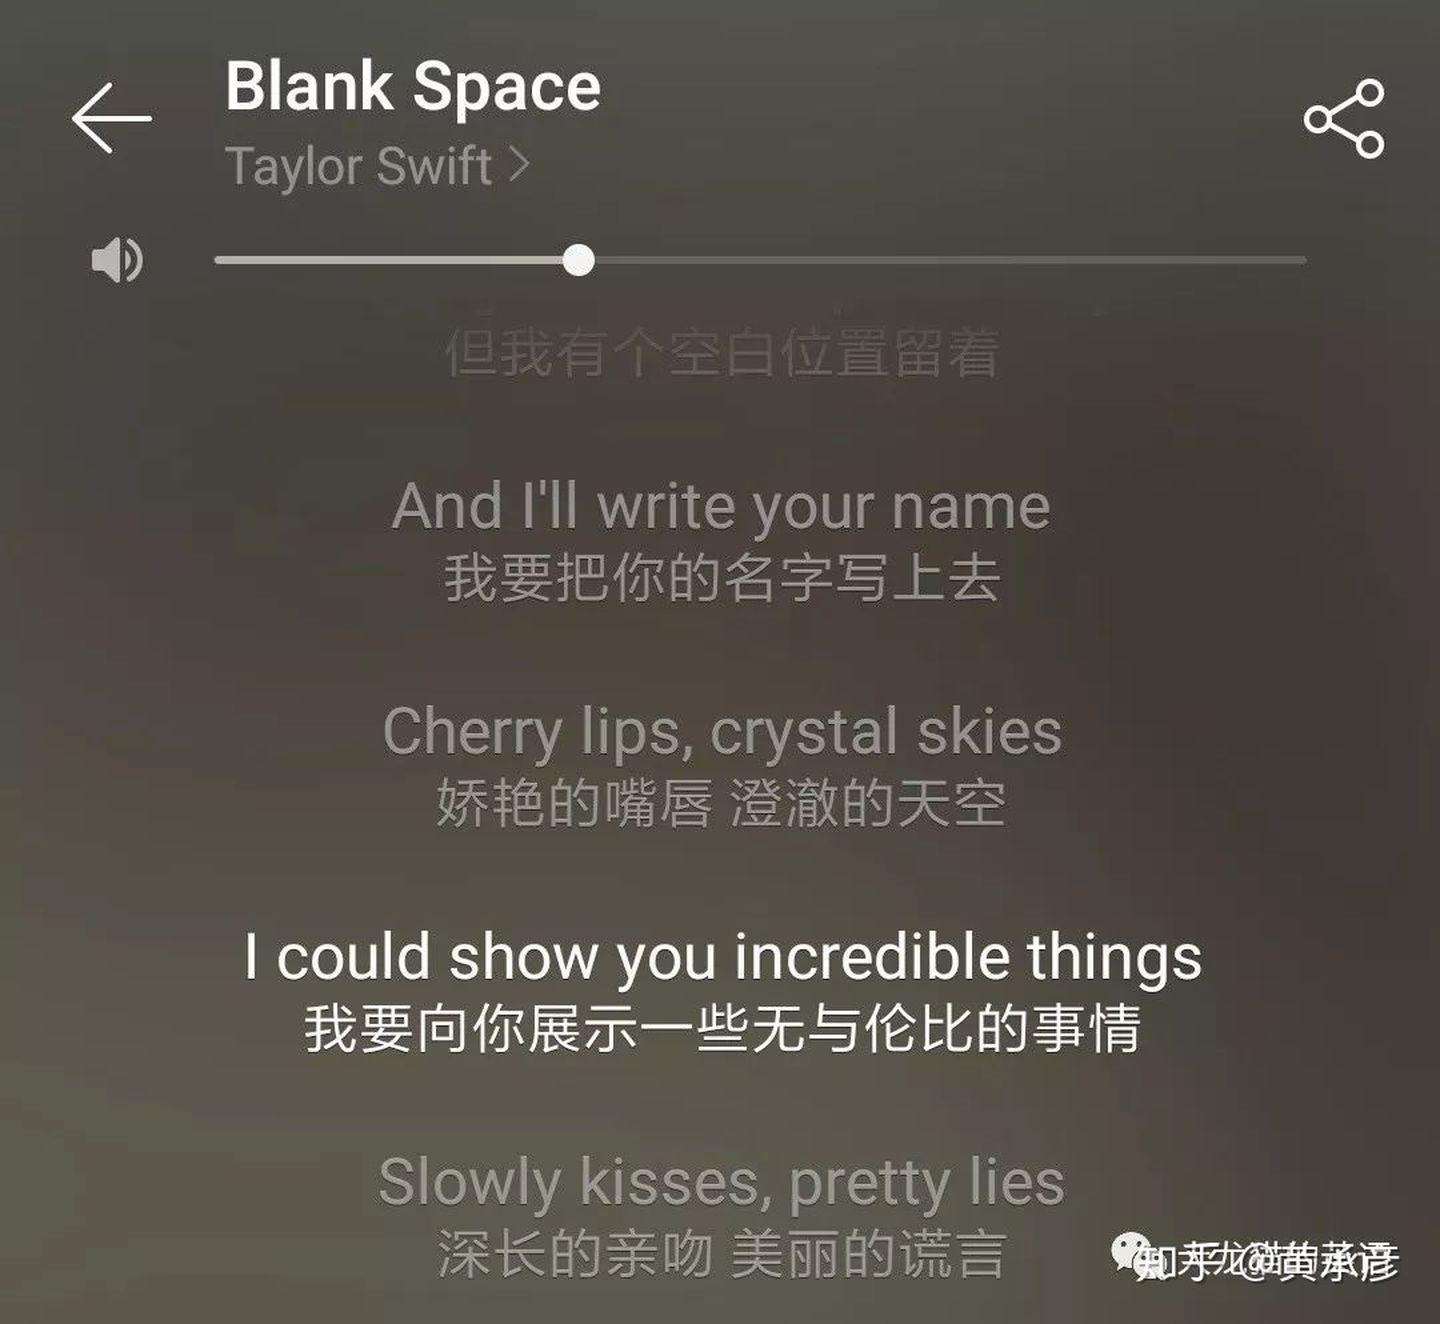 Blank Space
Taylor Swift
但我有个空白位置留着
And I'll write your name
我要把你的名字写上去
Cherry lips, crystal skies
娇艳的嘴唇 澄澈的天空
I could show you incredible things
我要向你展示一些无与伦比的事情
Slowly kisses, pretty lies
深长的亲吻 美丽的谎言
知乎 @黄承彦